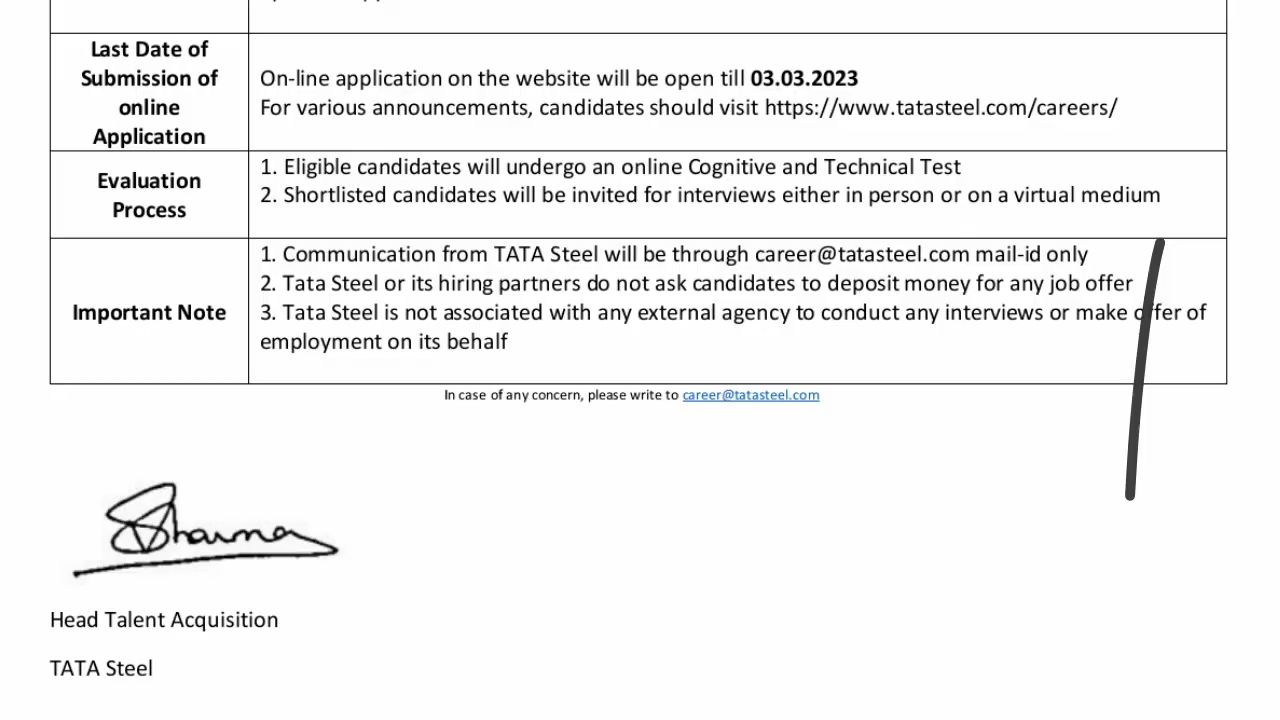 Last Date of
Submission of
online
Application
On-line application on the website will be open till 03.03.2023
For various announcements, candidates should visit https://www.tatasteel.com/careers/
Evaluation
Process
1. Eligible candidates will undergo an online Cognitive and Technical Test
2. Shortlisted candidates will be invited for interviews either in person or on a virtual medium
Important Note
1. Communication from TATA Steel will be through career@tatasteel.com mail-id only
2. Tata Steel or its hiring partners do not ask candidates to deposit money for any job offer
3. Tata Steel is not associated with any external agency to conduct any interviews or make offer of
employment on its behalf
In case of any concern, please write to career@tatasteel.com
Sharma
Head Talent Acquisition
TATA Steel